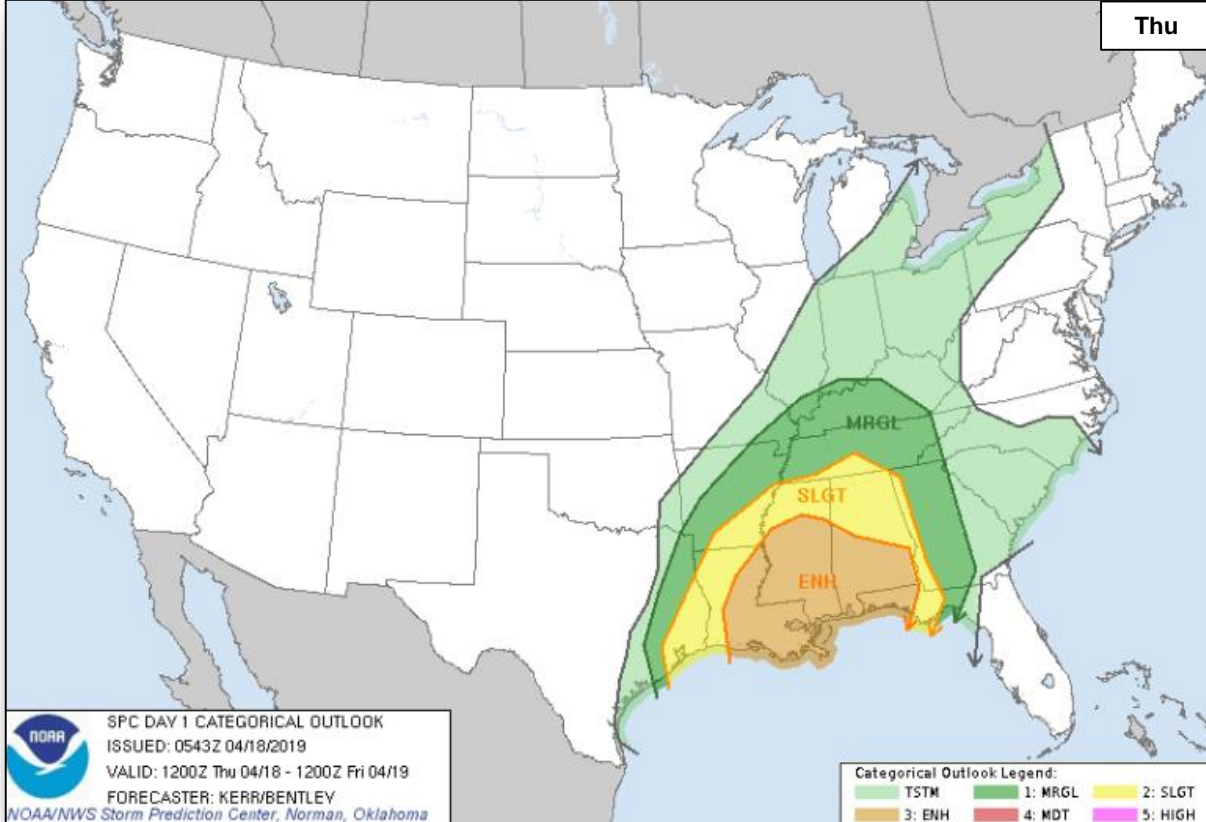 Thu
MRGL
SLGT
ENH
NOAA
SPC DAY 1 CATEGORICAL OUTLOOK
ISSUED: 0543Z 04/18/2019
VALID: 1200Z Thu 04/18 - 1200Z Fri 04/19
FORECASTER: KERR/BENTLEY
NOAA/NWS Storm Prediction Center, Norman, Oklahoma
Categorical Outlook Legend:
TSTM 1: MRGL 2: SLGT
3: ENH 4: MDT 5: HIGH